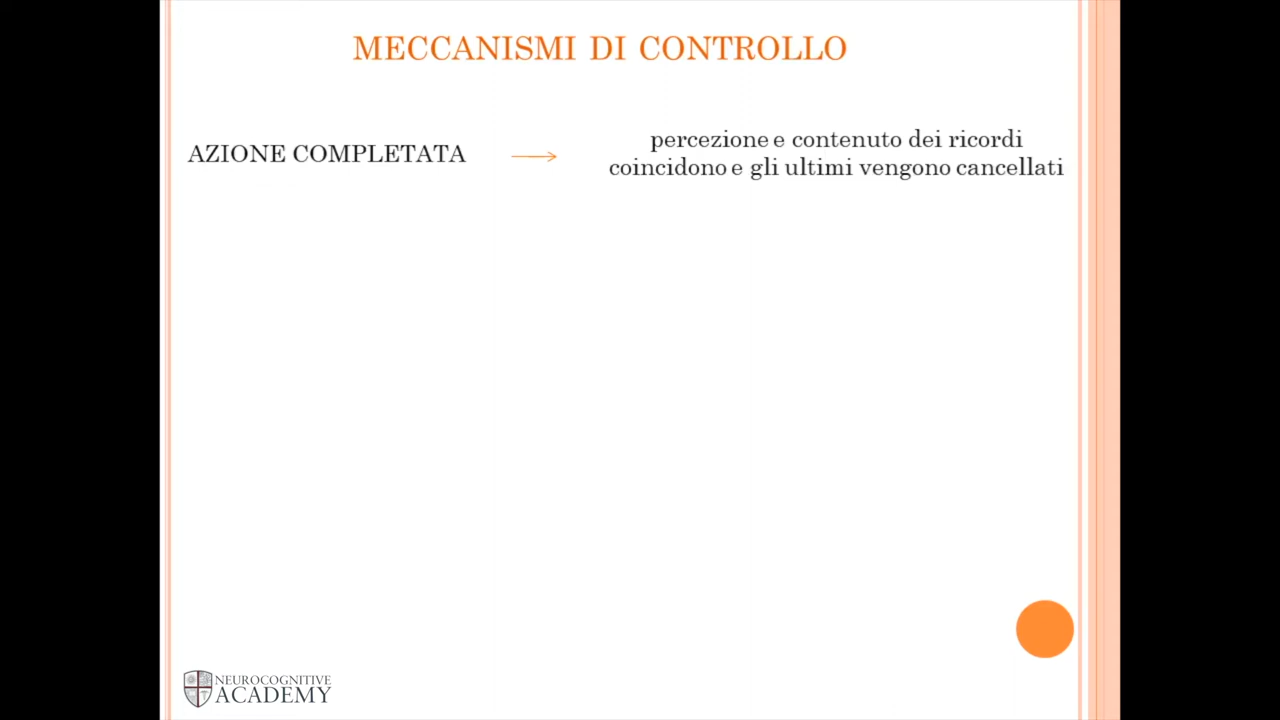 MECCANISMI DI CONTROLLO
AZIONE COMPLETATA
percezione e contenuto dei ricordi
coincidono e gli ultimi vengono cancellati
NEUROCOGNITIVE
ACADEMY